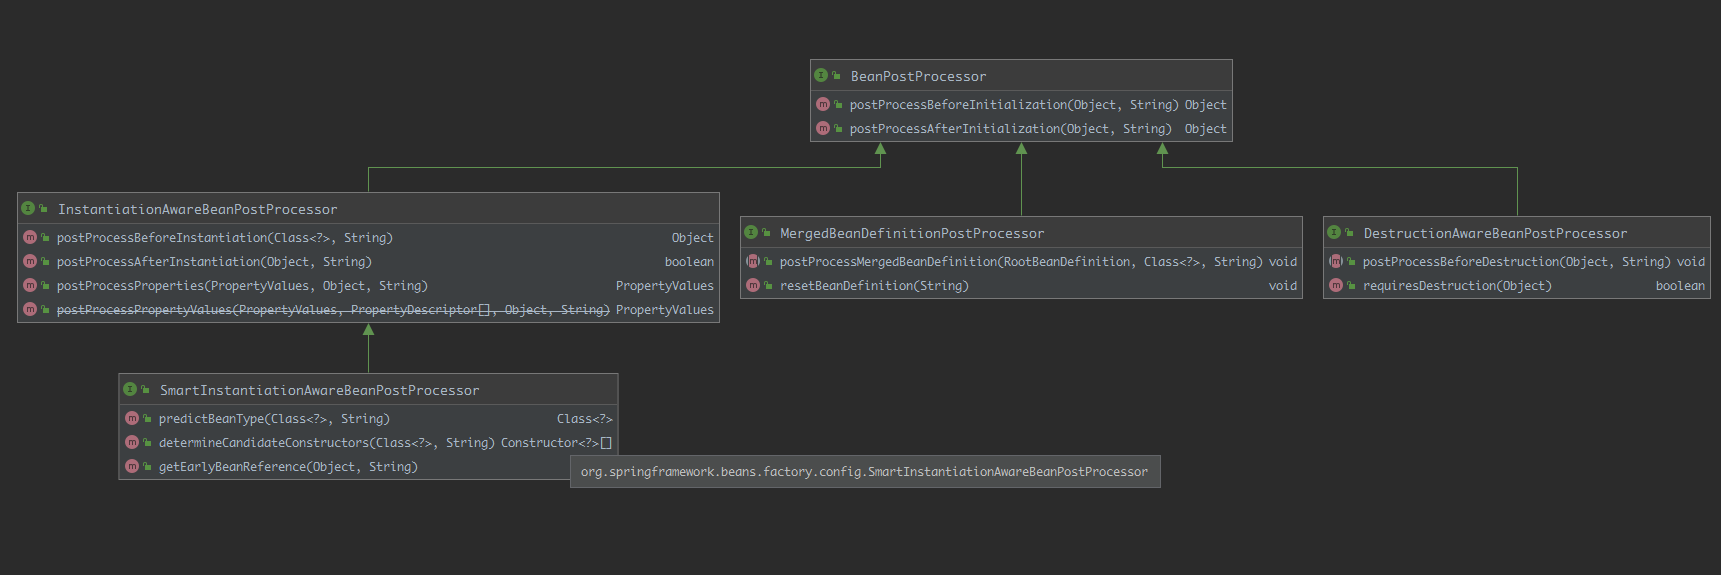 BeanPostProcessor
postProcessBeforeInitialization(Object, String) Object
postProcessAfterInitialization(Object, String) Object
InstantiationAwareBeanPostProcessor
postProcessBeforeInstantiation(Class<?>, String) Object
postProcessAfterInstantiation(Object, String) boolean
postProcessProperties(PropertyValues, Object, String) PropertyValues
postProcessPropertyValues(PropertyValues, PropertyDescriptor[], Object, String) PropertyValues
MergedBeanDefinitionPostProcessor
postProcessMergedBeanDefinition(RootBeanDefinition, Class<?>, String) void
resetBeanDefinition(String) void
DestructionAwareBeanPostProcessor
postProcessBeforeDestruction(Object, String) void
requiresDestruction(Object) boolean
SmartInstantiationAwareBeanPostProcessor
predictBeanType(Class<?>, String) Class<?>
determineCandidateConstructors(Class<?>, String) Constructor<?>[]
getEarlyBeanReference(Object, String)
org.springframework.beans.factory.config.SmartInstantiationAwareBeanPostProcessor